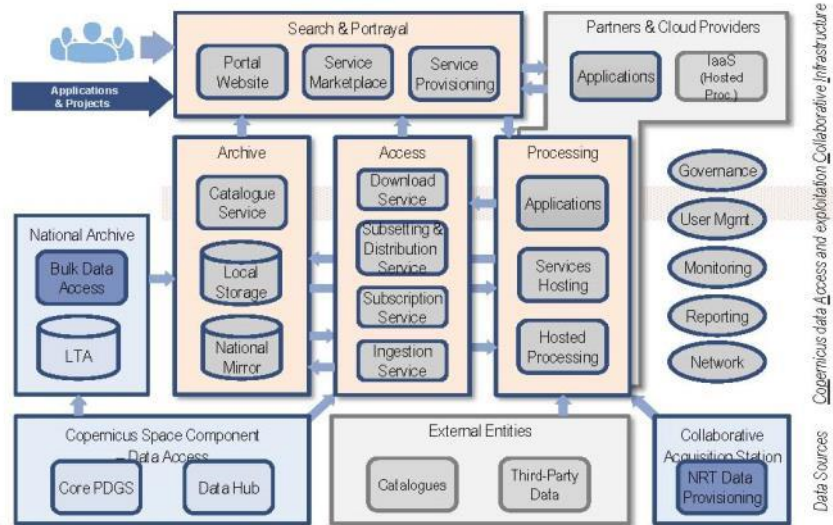 Search & Portrayal
Portal
Website
Service
Marketplace
Service
Provisioning
Partners & Cloud Providers
Applications
IaaS
(Hosted
Proc.)
Applications
& Projects
Archive
Catalogue
Service
Local
Storage
National
Mirror
Access
Download
Service
Subsetting &
Distribution
Service
Subscription
Service
Ingestion
Service
Processing
Applications
Services
Hosting
Hosted
Processing
Governance
User Mgmt.
Monitoring
Reporting
Network
National Archive
Bulk Data
Access
LTA
Copernicus Space Component
– Data Access
Core PDGS
Data Hub
External Entities
Catalogues
Third-Party
Data
Collaborative
Acquisition Station
NRT Data
Provisioning
Copernicus data Access and exploitation Collaborative Infrastructure
Data Sources